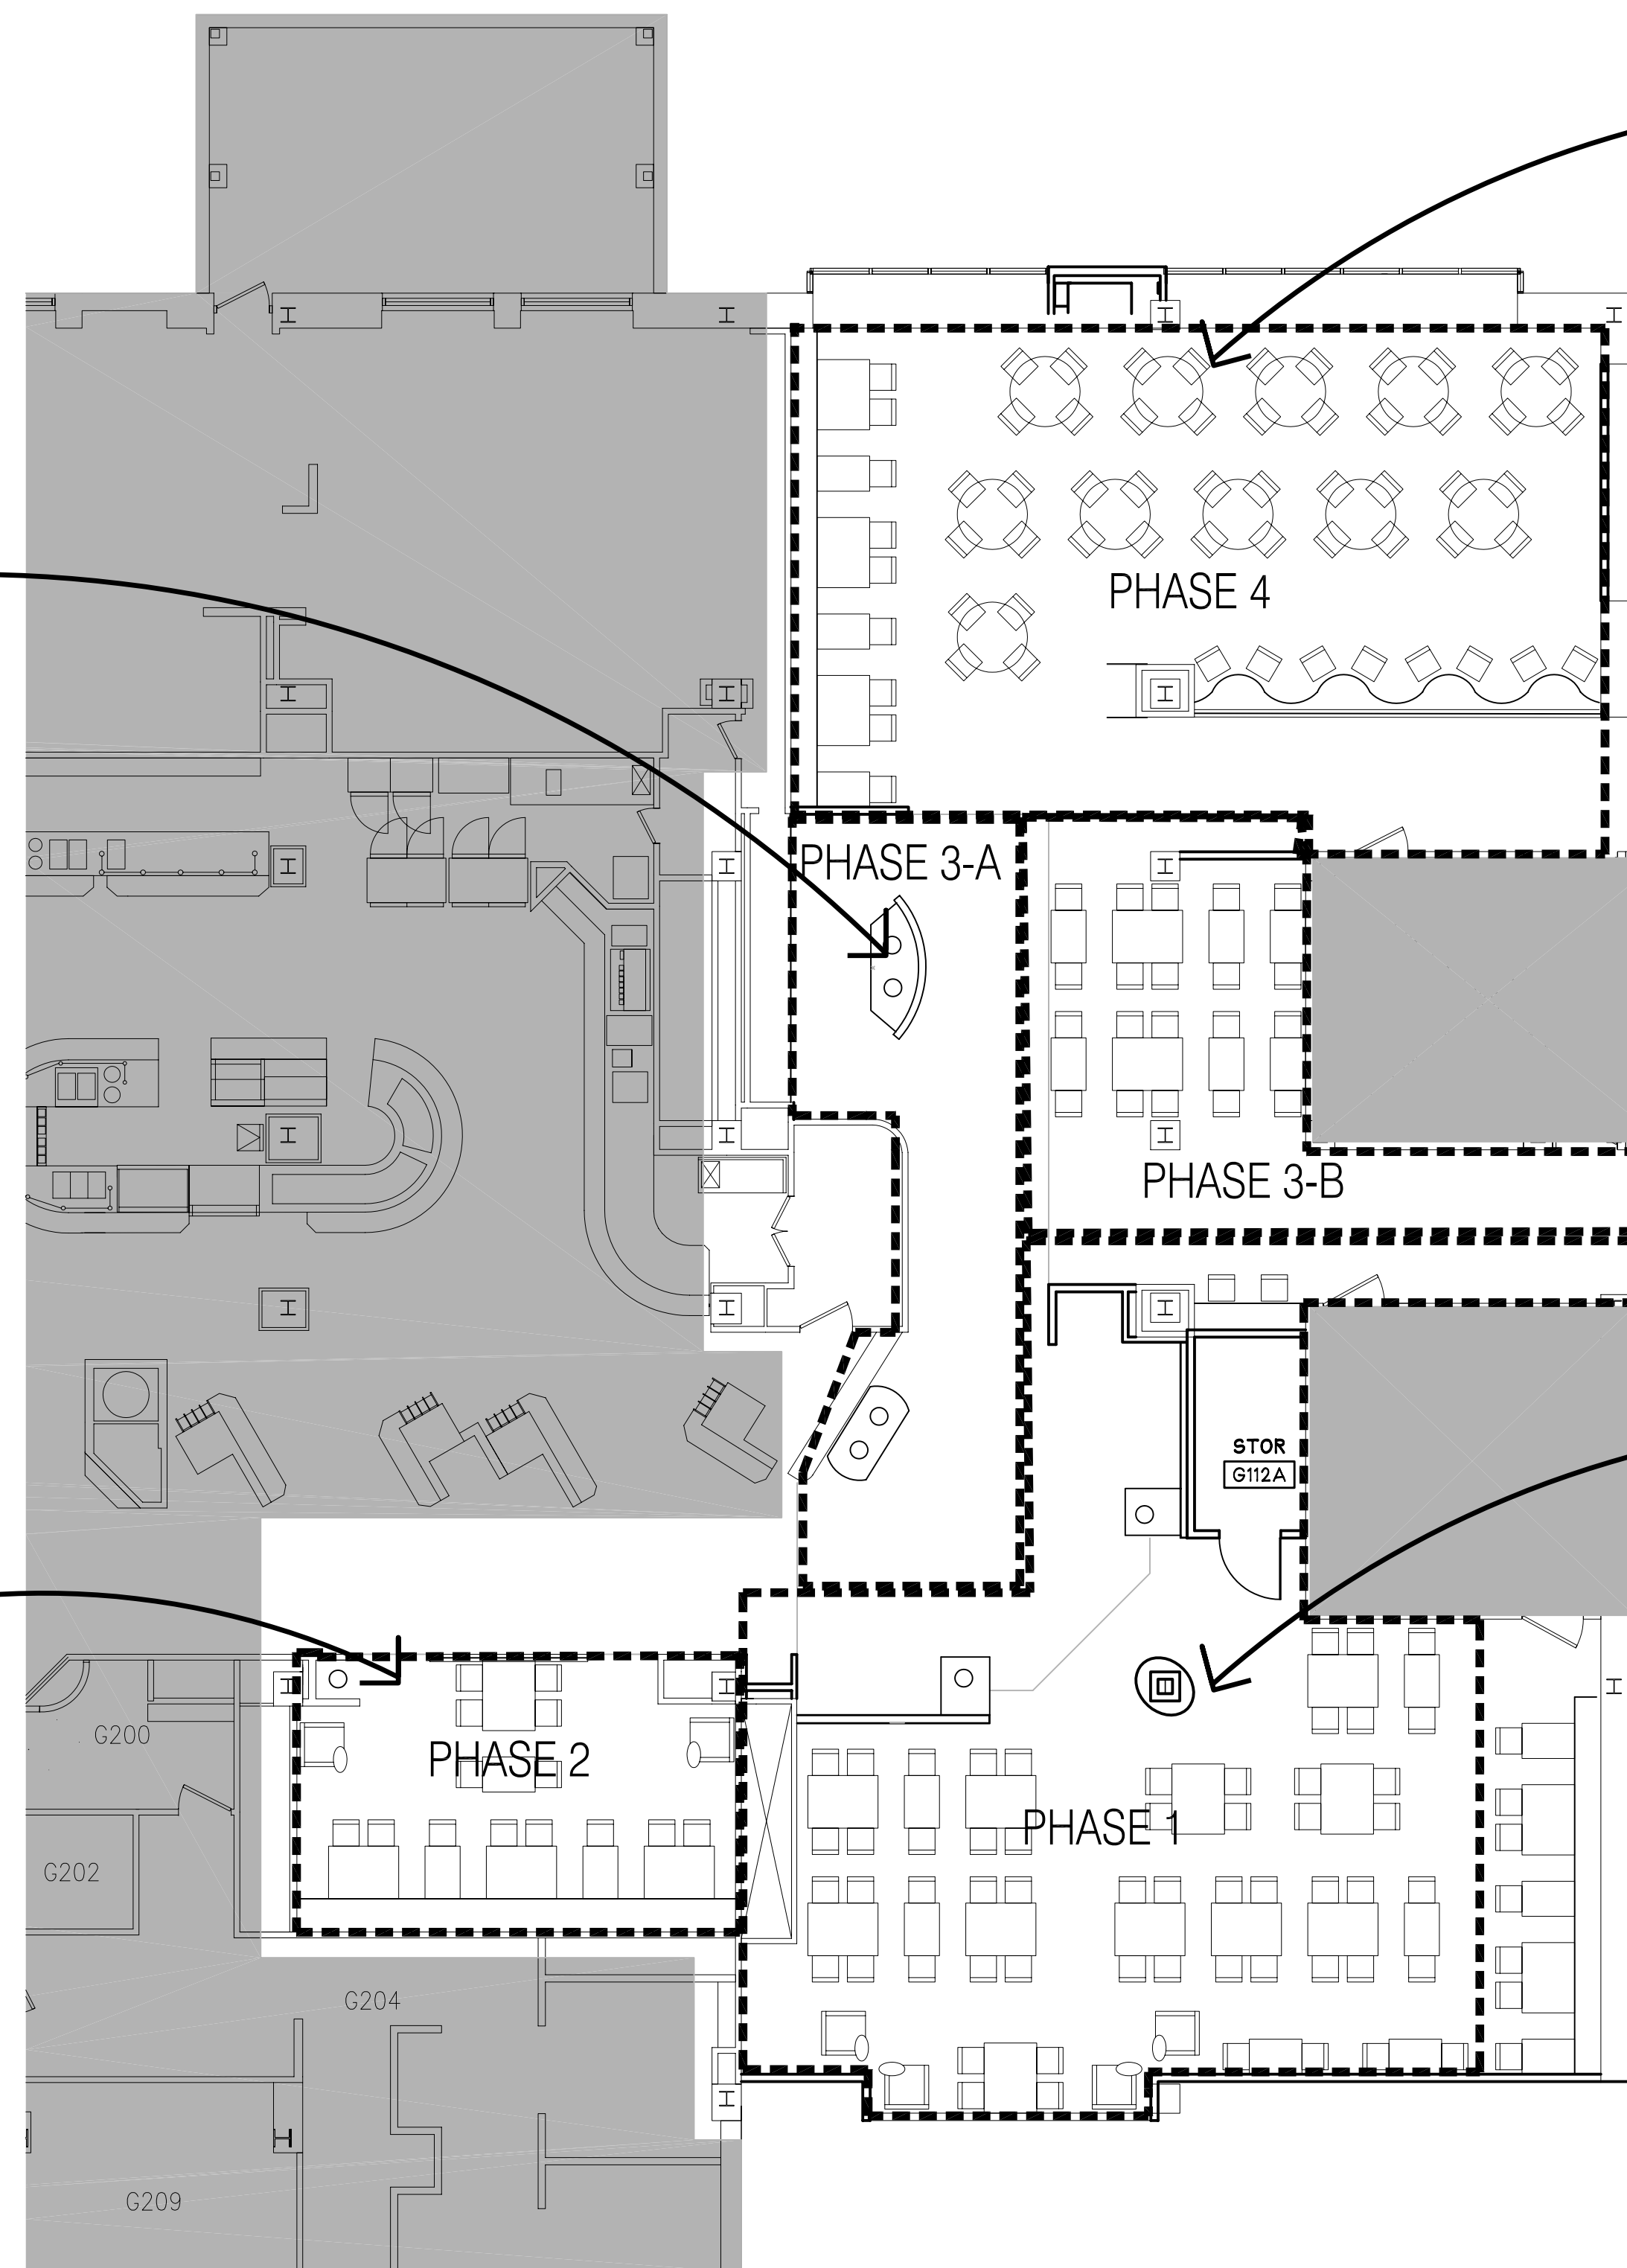 PHASE 4
PHASE 3-A
PHASE 3-B
STOR
G112A
G200
PHASE 2
PHASE 1
G202
G204
G209